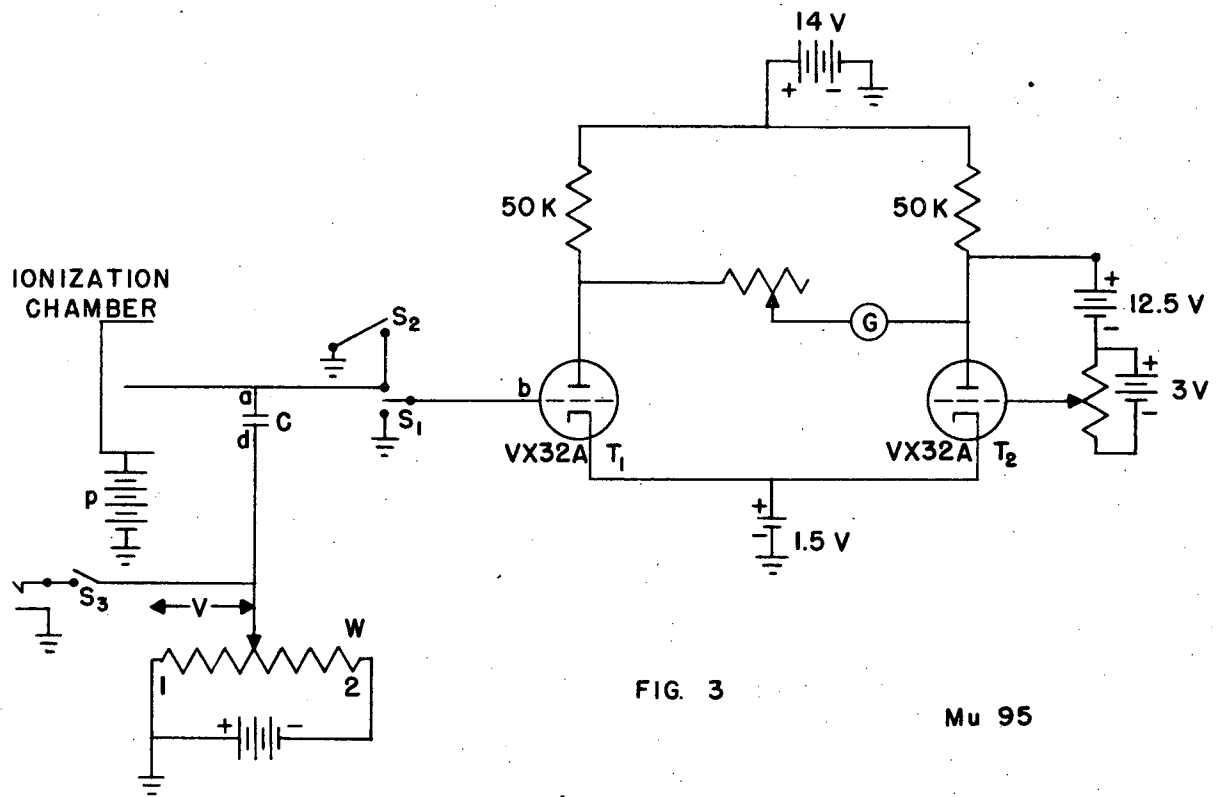 14 V
+ -
50 K
50 K
IONIZATION
CHAMBER
S2
+
12.5 V
-
G
a
C
d
S1
b
+
3 V
-
VX32A T1
VX32A T2
p
+
-
1.5 V
S3
V
W
1
2
+ -
FIG. 3
Mu 95